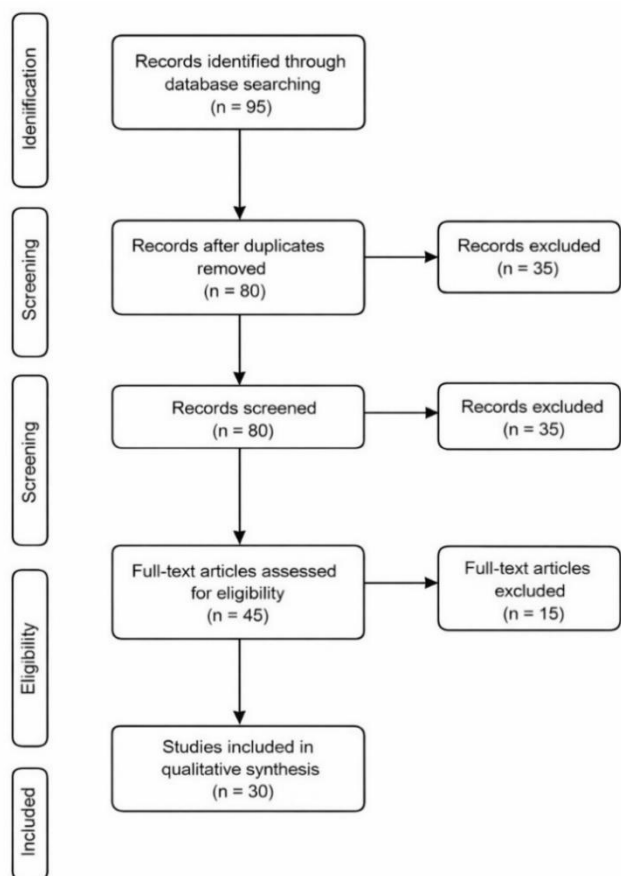 Ideniification
Records identified through
database searching
(n = 95)
Screening
Records after duplicates
removed
(n = 80)
Records excluded
(n = 35)
Screening
Records screened
(n = 80)
Records excluded
(n = 35)
Eligibility
Full-text articles assessed
for eligibility
(n = 45)
Full-text articles
excluded
(n = 15)
Included
Studies included in
qualitative synthesis
(n = 30)